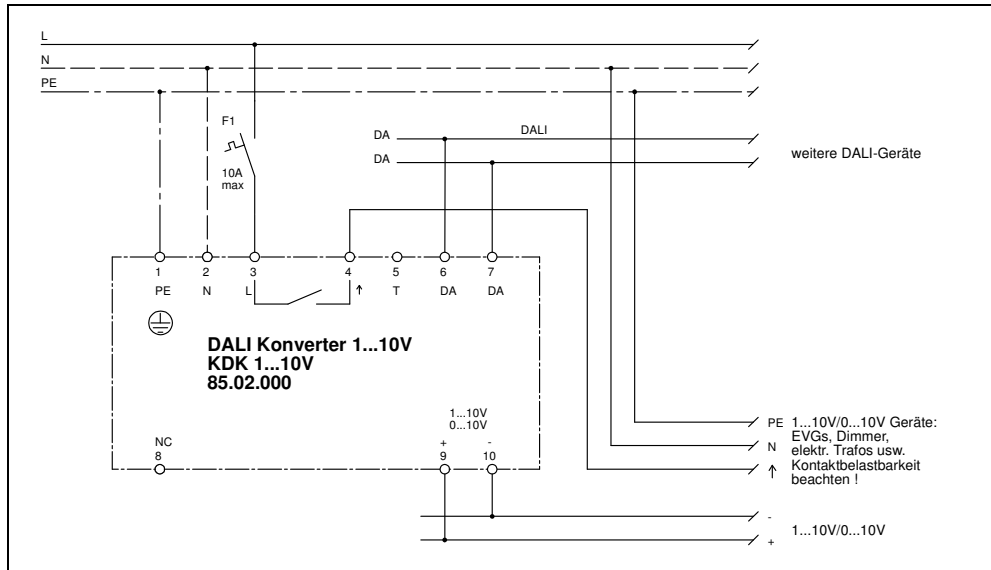 L
N
PE
F1
10A
max
DA
DALI
DA
weitere DALI-Geräte
1 2 3 4 5 6 7
PE N L ↑ T DA DA
DALI Konverter 1...10V
KDK 1...10V
85.02.000
1...10V
0...10V
NC + -
8 9 10
PE 1...10V/0...10V Geräte:
EVGs, Dimmer,
N elektr. Trafos usw.
↑ Kontaktbelastbarkeit
beachten !
-
1...10V/0...10V
+